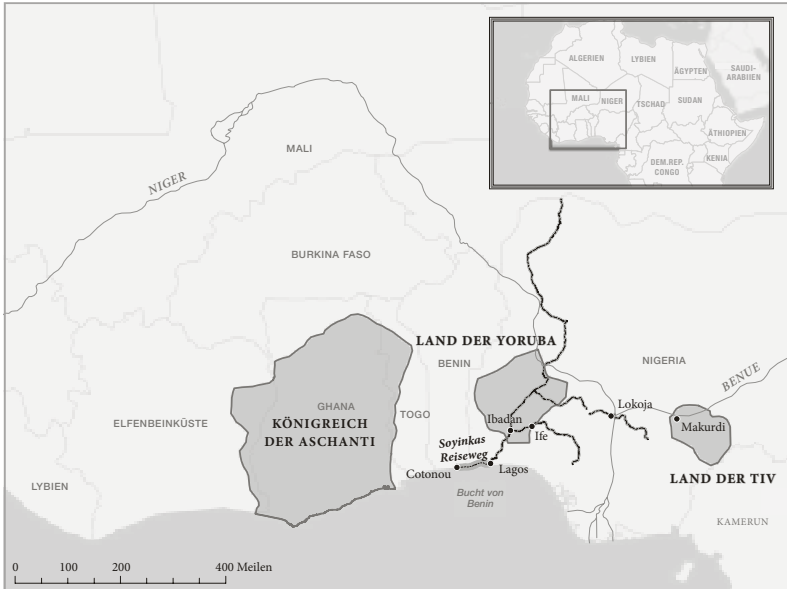 ALGERIEN
LYBIEN
ÄGYPTEN
SAUDI-
ARABIIEN
MALI
NIGER
TSCHAD
SUDAN
ÄTHIOPIEN
DEM.REP.
CONGO
KENIA
MALI
NIGER
BURKINA FASO
LAND DER YORUBA
BENIN
NIGERIA
BENUE
GHANA
KÖNIGREICH
DER ASCHANTI
TOGO
ELFENBEINKÜSTE
Ibadan
Ife
Lokoja
Makurdi
Soyinkas
Reiseweg
Cotonou
Lagos
LAND DER TIV
LYBIEN
Bucht von
Benin
KAMERUN
0 100 200 400 Meilen